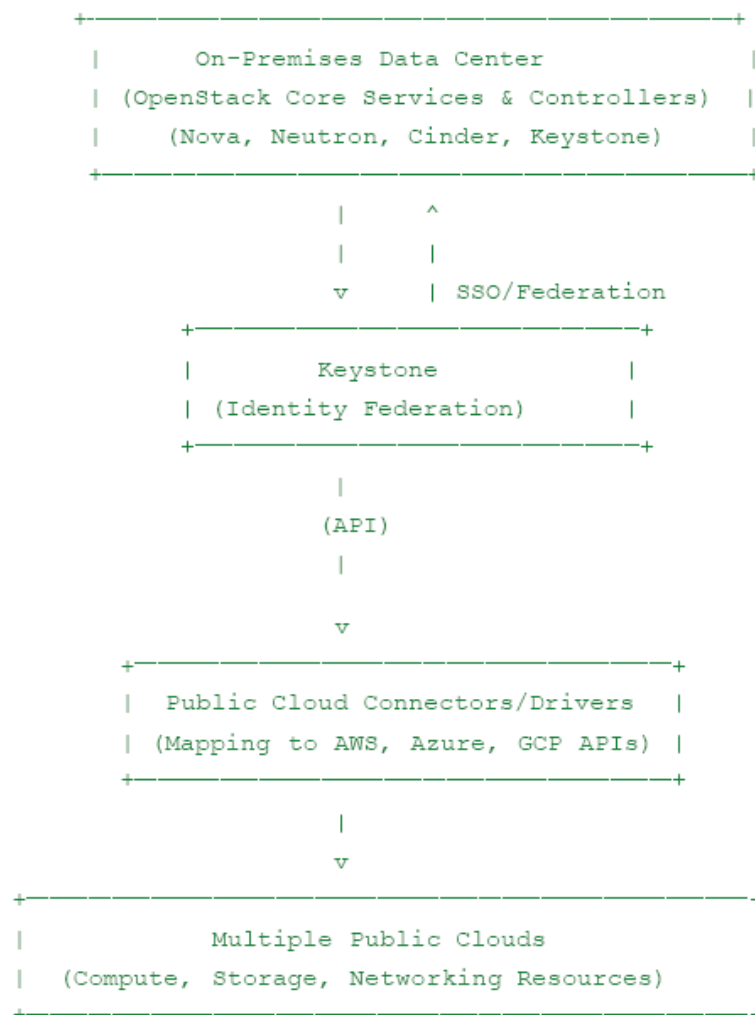 On-Premises Data Center
(OpenStack Core Services & Controllers)
(Nova, Neutron, Cinder, Keystone)
SSO/Federation
Keystone
(Identity Federation)
(API)
Public Cloud Connectors/Drivers
(Mapping to AWS, Azure, GCP APIs)
Multiple Public Clouds
(Compute, Storage, Networking Resources)